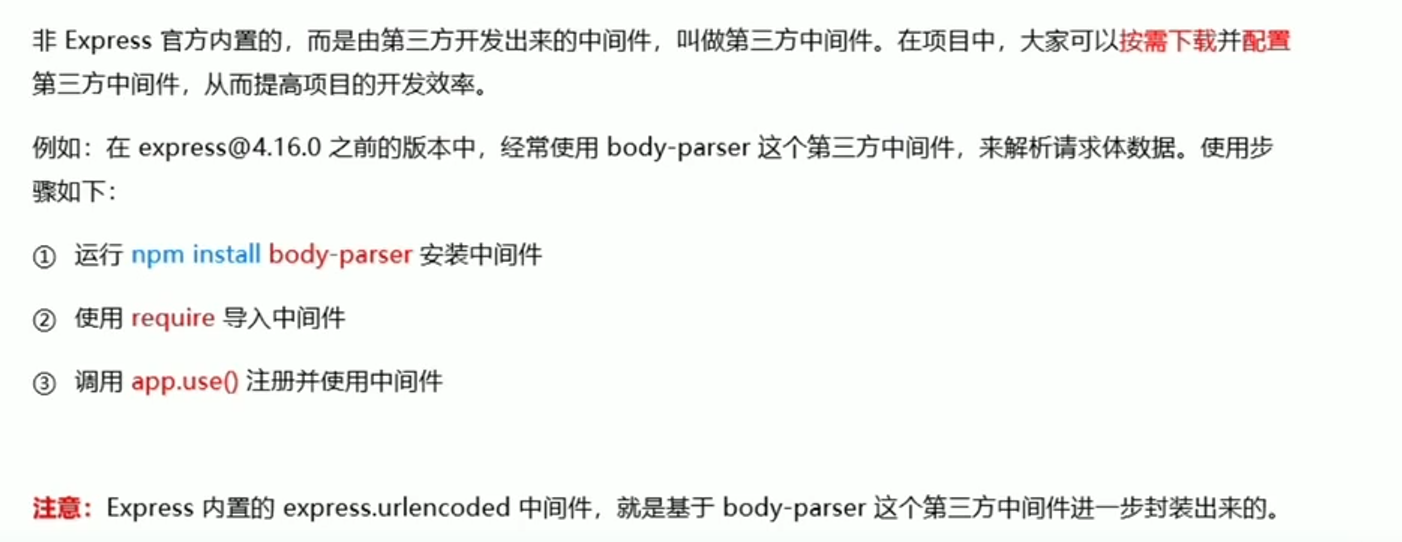 非 Express 官方内置的，而是由第三方开发出来的中间件，叫做第三方中间件。在项目中，大家可以按需下载并配置
第三方中间件，从而提高项目的开发效率。
例如：在 express@4.16.0 之前的版本中，经常使用 body-parser 这个第三方中间件，来解析请求体数据。使用步
骤如下：
① 运行 npm install body-parser 安装中间件
② 使用 require 导入中间件
③ 调用 app.use() 注册并使用中间件
注意：Express 内置的 express.urlencoded 中间件，就是基于 body-parser 这个第三方中间件进一步封装出来的。